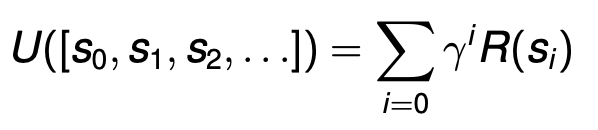 U([s₀, s₁, s₂, …]) = ∑ γⁱR(sᵢ)
i=0